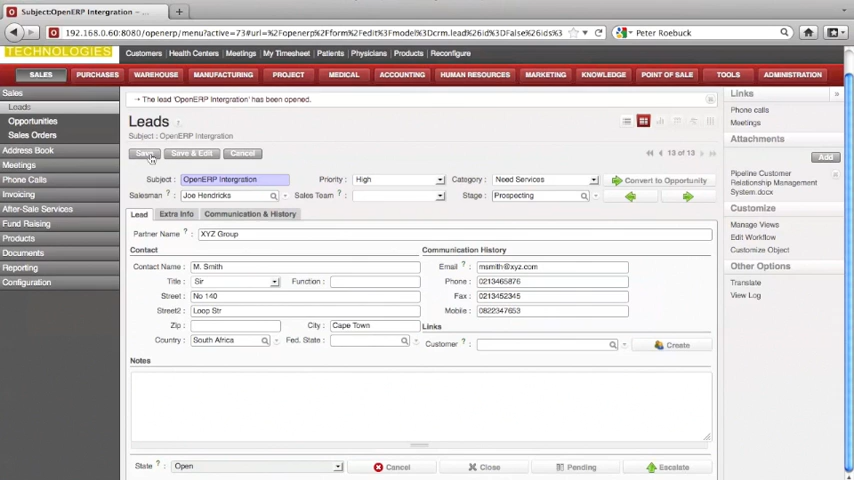 Subject:OpenERP Intergration – ...
192.168.0.60:8080/openerp/menu?active=73#url=%2Fopenerp%2Fform%2Fedit%3Fmodel%3Dcrm.lead%26id%3DFalse%26ids%3
Peter Roebuck
TECHNOLOGIES
Customers Health Centers Meetings My Timesheet Patients Physicians Products Reconfigure
SALES PURCHASES WAREHOUSE MANUFACTURING PROJECT MEDICAL ACCOUNTING HUMAN RESOURCES MARKETING KNOWLEDGE POINT OF SALE TOOLS ADMINISTRATION
Sales
Leads
Opportunities
Sales Orders
Address Book
Meetings
Phone Calls
Invoicing
After-Sale Services
Fund Raising
Products
Documents
Reporting
Configuration
The lead 'OpenERP Intergration' has been opened.
Leads ?
Subject : OpenERP Intergration
Save Save & Edit Cancel
13 of 13
Subject : OpenERP Intergration Priority : High Category : Need Services Convert to Opportunity
Salesman ? : Joe Hendricks Sales Team ? : Stage : Prospecting
Lead Extra Info Communication & History
Partner Name ? : XYZ Group
Contact Communication History
Contact Name : M. Smith Email ? : msmith@xyz.com
Title : Sir Function : Phone : 0213465876
Street : No 140 Fax : 0213452345
Street2 : Loop Str Mobile : 0822347653
Zip : City : Cape Town Links
Country : South Africa Fed. State : Customer ? : Create
Notes
State ? : Open Cancel Close Pending Escalate
Links »
Phone calls
Meetings
Attachments
Add
Pipeline Customer
Relationship Management
System.docx
Customize
Manage Views
Edit Workflow
Customize Object
Other Options
Translate
View Log